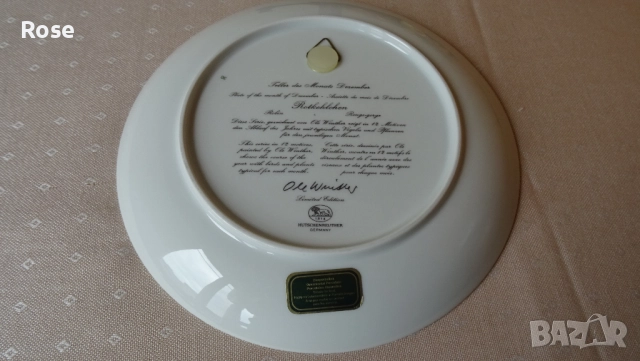 Rose
Teller des Monats Dezember
Plate of the month of December - Assiette du mois de Décembre
Rotkehlchen
Robin Rouge-gorge
Diese Serie gezeichnet von Ole Winther zeigt in 12 Motiven
den Ablauf des Jahres mit typischen Vögeln und Pflanzen
für den jeweiligen Monat.
This series in 12 motives
painted by Ole Winther,
shows the course of the
year with birds and plants
typical for each month.
Cette série dessinée par Ole
Winther, montre en 12 motifs le
déroulement de l'année avec des
oiseaux et des plantes typiques
pour chaque mois.
Ole Winther
Limited Edition
HUTSCHENREUTHER
GERMANY
BAZAR
bg